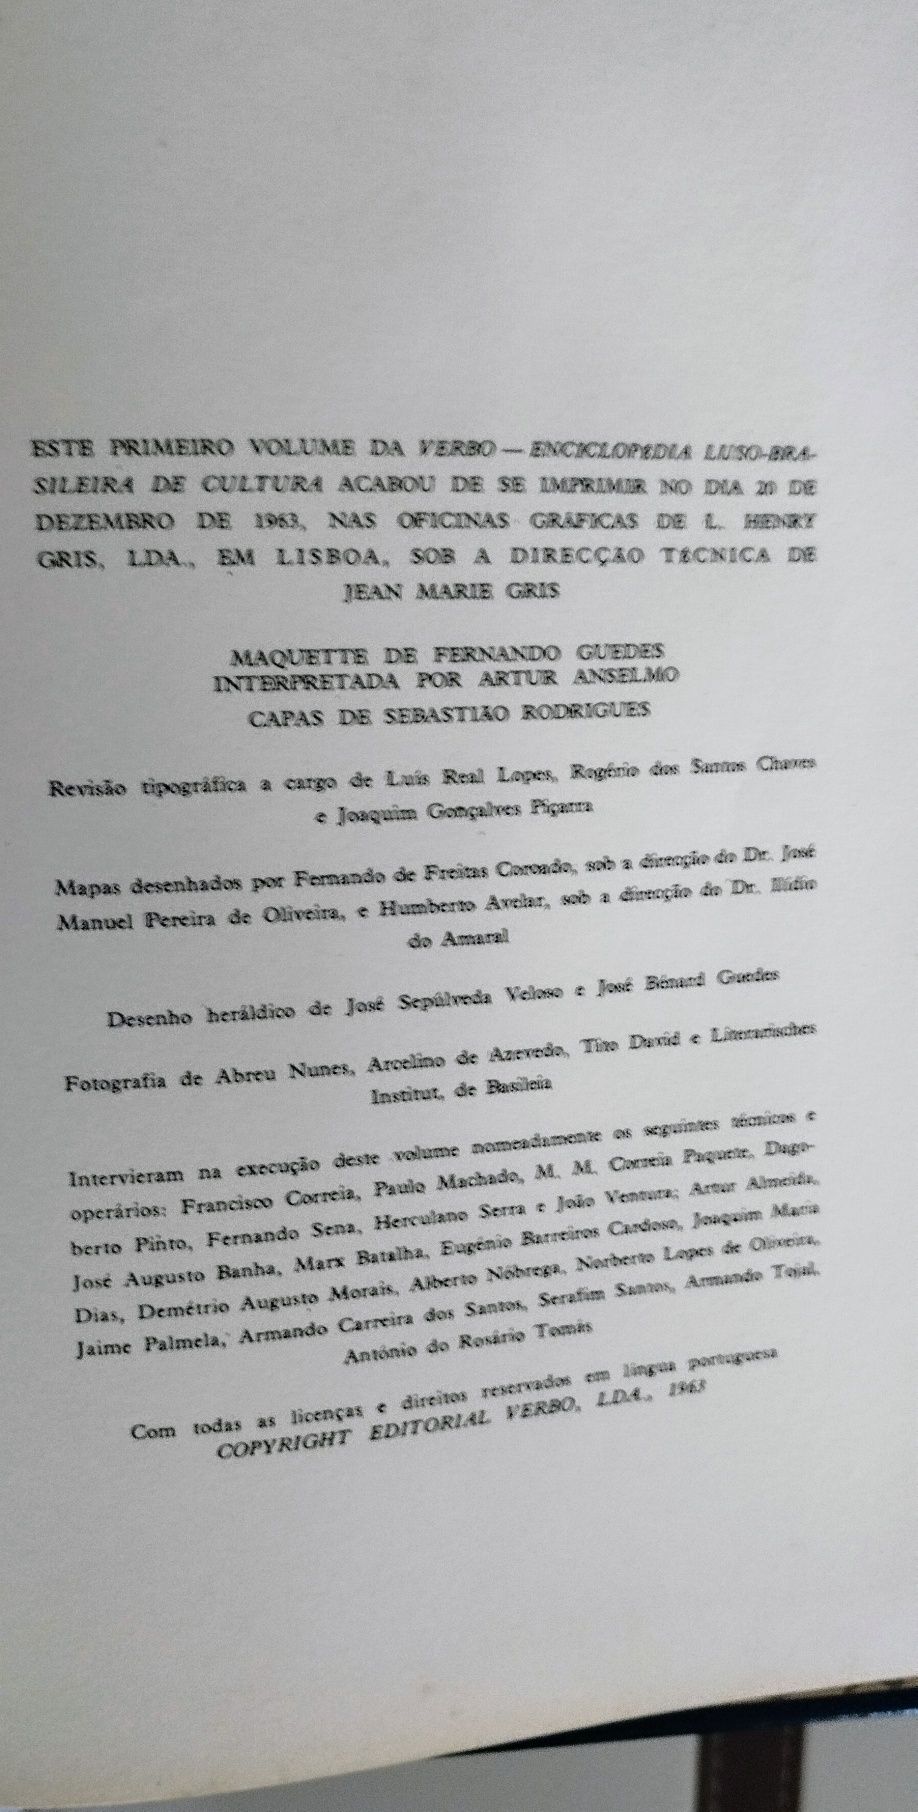 ESTE PRIMEIRO VOLUME DA VERBO — ENCICLOPÉDIA LUSO-BRA-
SILEIRA DE CULTURA ACABOU DE SE IMPRIMIR NO DIA 20 DE
DEZEMBRO DE 1963, NAS OFICINAS GRÁFICAS DE L. HENRY
GRIS, LDA., EM LISBOA, SOB A DIRECÇÃO TÉCNICA DE
JEAN MARIE GRIS
MAQUETTE DE FERNANDO GUEDES
INTERPRETADA POR ARTUR ANSELMO
CAPAS DE SEBASTIÃO RODRIGUES
Revisão tipográfica a cargo de Luís Real Lopes, Rogério dos Santos Chaves
e Joaquim Gonçalves Piçarra
Mapas desenhados por Fernando de Freitas Coroado, sob a direcção do Dr. José
Manuel Pereira de Oliveira, e Humberto Avelar, sob a direcção do Dr. Ilídio
do Amaral
Desenho heráldico de José Sepúlveda Veloso e José Bénard Guedes
Fotografia de Abreu Nunes, Arcelino de Azevedo, Tito David e Literarisches
Institut, de Basileia
Intervieram na execução deste volume nomeadamente os seguintes técnicos e
operários: Francisco Correia, Paulo Machado, M. M. Correia Paquete, Dago-
berto Pinto, Fernando Sena, Herculano Serra e João Ventura; Artur Almeida,
José Augusto Banha, Marx Batalha, Eugénio Barreiros Cardoso, Joaquim Maria
Dias, Demétrio Augusto Morais, Alberto Nóbrega, Norberto Lopes de Oliveira,
Jaime Palmela, Armando Carreira dos Santos, Serafim Santos, Armando Tojal,
António do Rosário Tomás
Com todas as licenças e direitos reservados em língua portuguesa
COPYRIGHT EDITORIAL VERBO, LDA., 1963